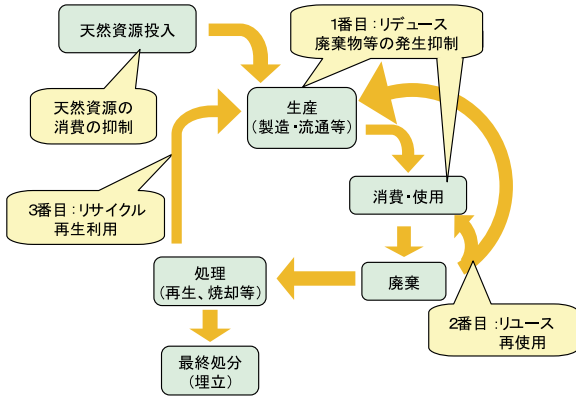 天然資源投入
1番目：リデュース
廃棄物等の発生抑制
天然資源の
消費の抑制
生産
（製造・流通等）
3番目：リサイクル
再生利用
消費・使用
処理
（再生、焼却等）
廃棄
2番目：リユース
再使用
最終処分
（埋立）